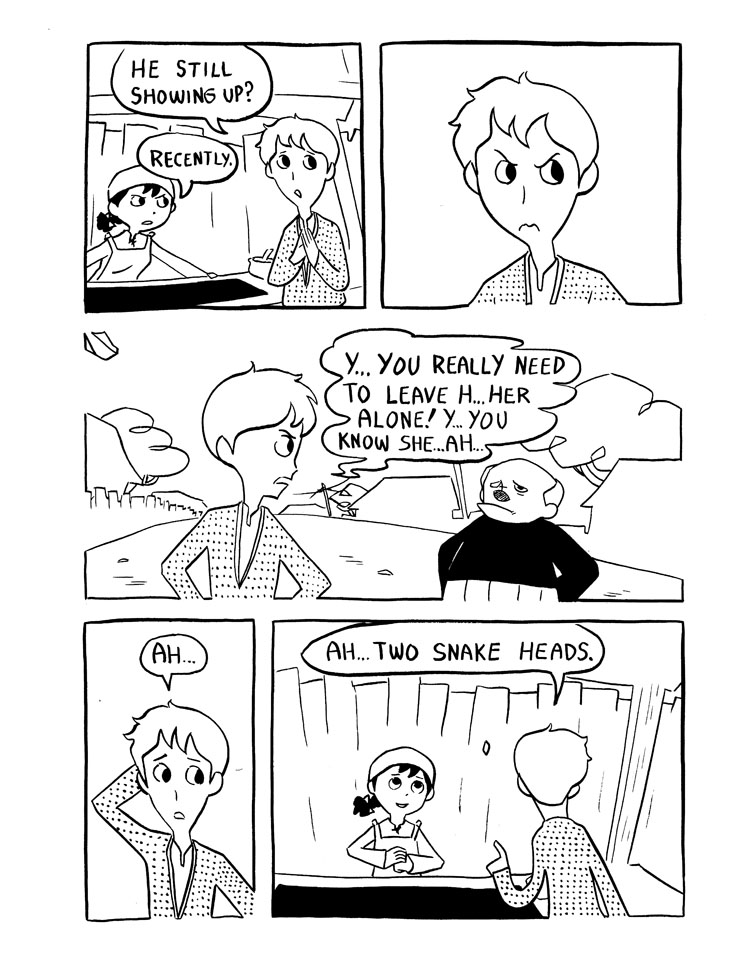 HE STILL
SHOWING UP?
RECENTLY.
Y... YOU REALLY NEED
TO LEAVE H...HER
ALONE! Y...YOU
KNOW SHE...AH...
AH...
AH...TWO SNAKE HEADS.